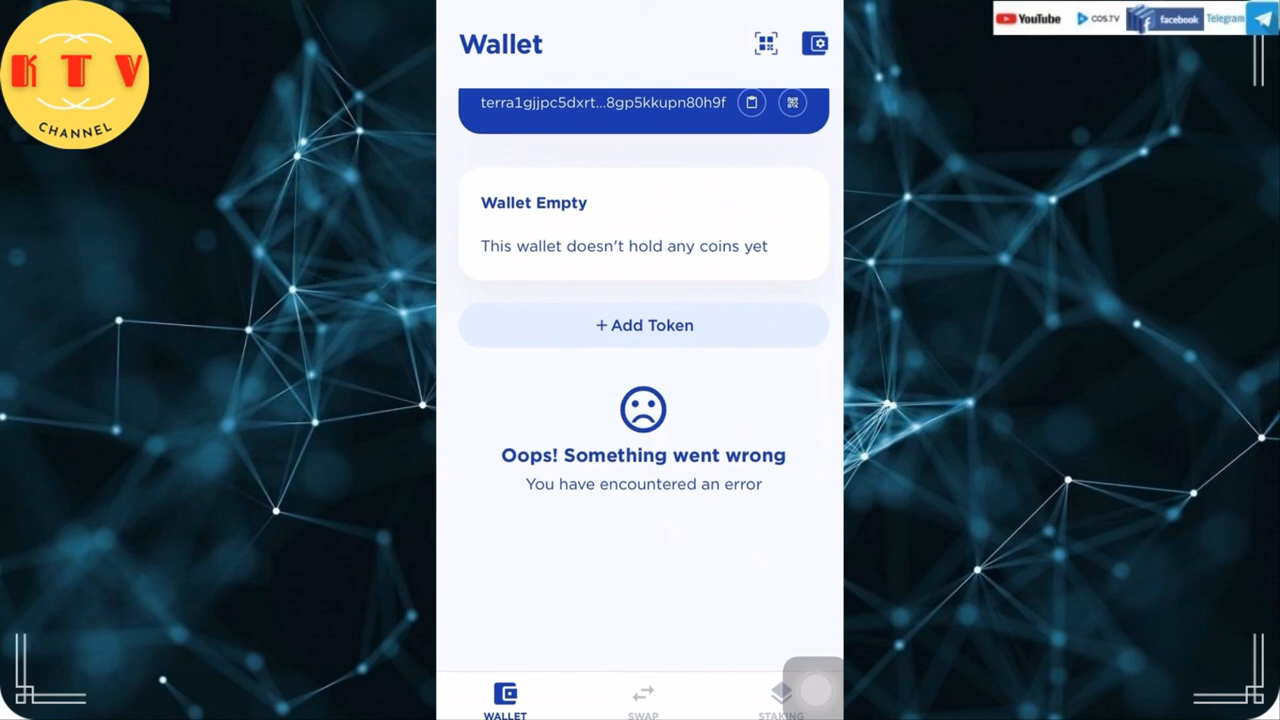 KTV
CHANNEL
YouTube
COS.TV
facebook
Telegram
Wallet
terra1gjjpc5dxrt...8gp5kkupn80h9f
Wallet Empty
This wallet doesn't hold any coins yet
+ Add Token
Oops! Something went wrong
You have encountered an error
WALLET
SWAP
STAKING